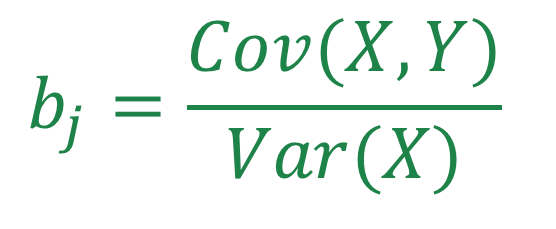 b_j = Cov(X,Y) / Var(X)